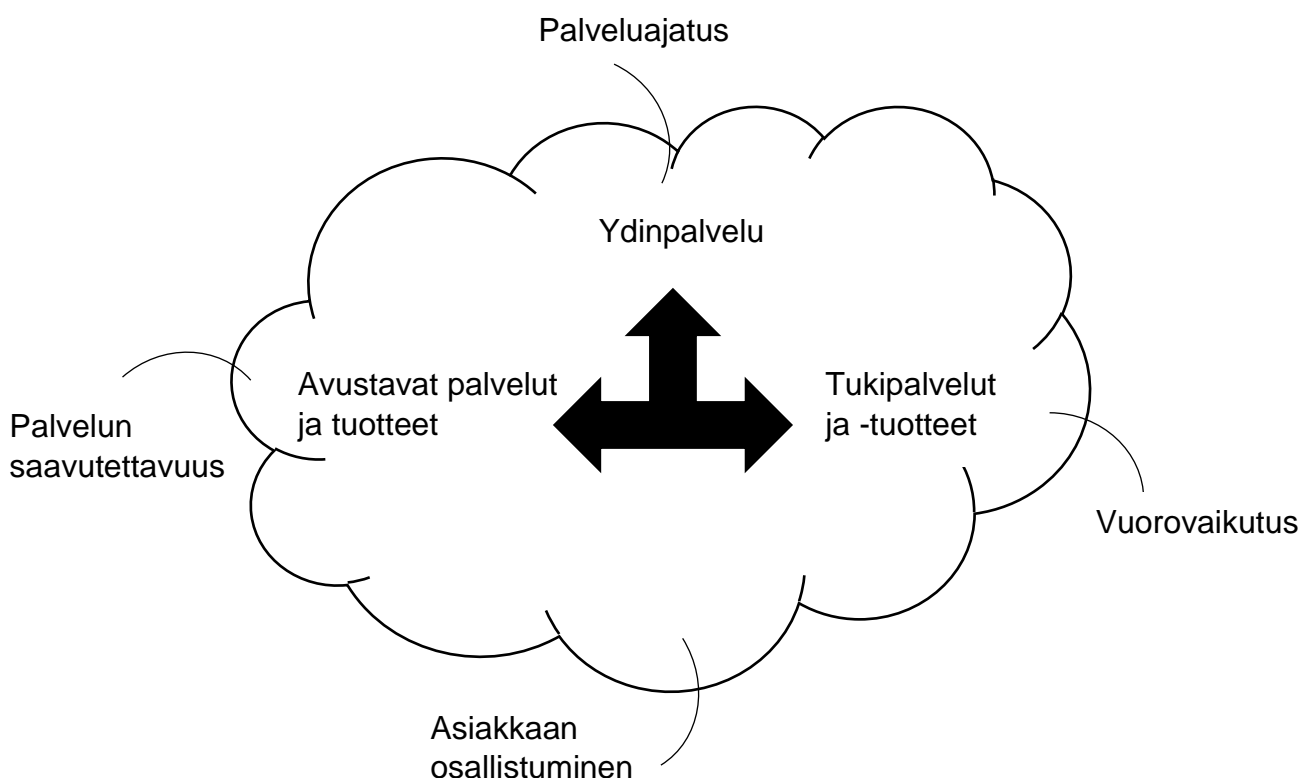 Palveluajatus
Ydinpalvelu
Avustavat palvelut
ja tuotteet
Tukipalvelut
ja -tuotteet
Palvelun
saavutettavuus
Vuorovaikutus
Asiakkaan
osallistuminen